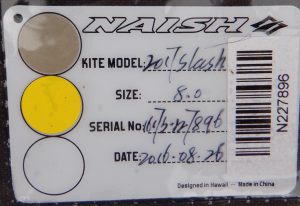 NAISH
KITE MODEL: 2017 Slash
SIZE: 8.0
SERIAL No:
DATE: 2016-08-26
Designed in Hawaii -- Made in China
N227896